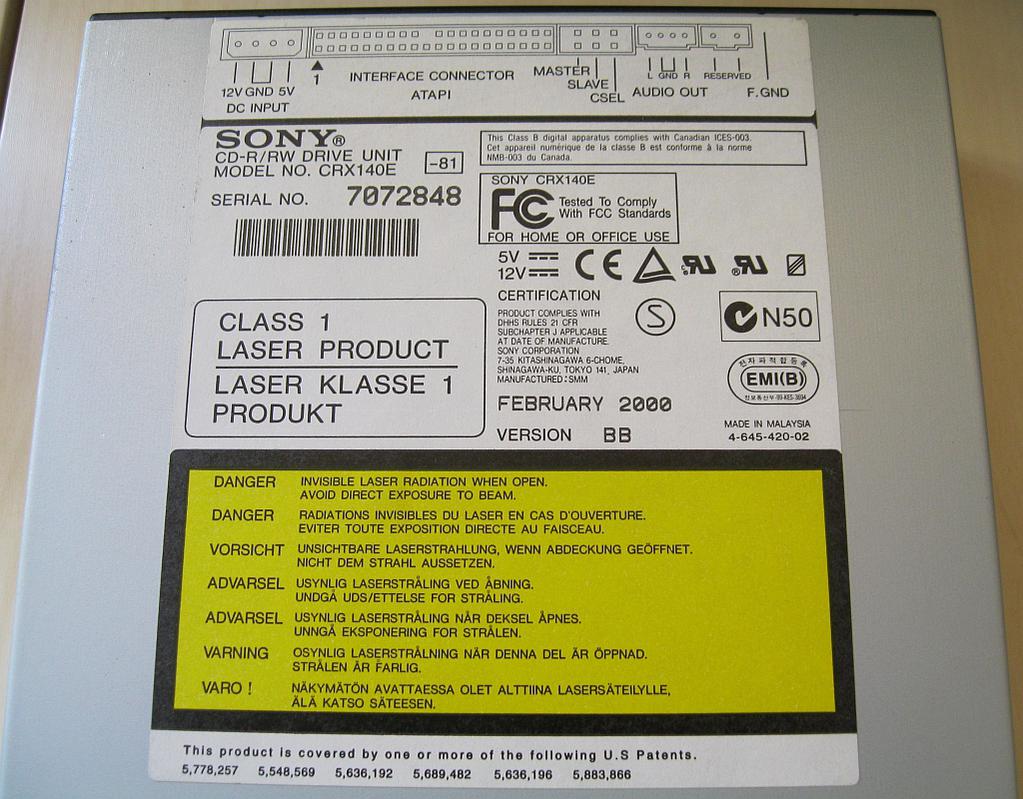 12V GND 5V
DC INPUT
1
INTERFACE CONNECTOR
ATAPI
MASTER
SLAVE
CSEL
L GND R
AUDIO OUT
RESERVED
F.GND
SONY®
CD-R/RW DRIVE UNIT
MODEL NO. CRX140E
-81
SERIAL NO. 7072848
This Class B digital apparatus complies with Canadian ICES-003.
Cet appareil numérique de la classe B est conforme à la norme
NMB-003 du Canada.
SONY CRX140E
FC Tested To Comply
With FCC Standards
FOR HOME OR OFFICE USE
5V
12V
CE
CLASS 1
LASER PRODUCT
LASER KLASSE 1
PRODUKT
CERTIFICATION
PRODUCT COMPLIES WITH
DHHS RULES 21 CFR
SUBCHAPTER J APPLICABLE
AT DATE OF MANUFACTURE.
SONY CORPORATION
7-35 KITASHINAGAWA 6-CHOME,
SHINAGAWA-KU, TOKYO 141, JAPAN
MANUFACTURED:SMM
S
N50
전자파적합등록
EMI(B)
FEBRUARY 2000
VERSION BB
MADE IN MALAYSIA
4-645-420-02
DANGER INVISIBLE LASER RADIATION WHEN OPEN.
AVOID DIRECT EXPOSURE TO BEAM.
DANGER RADIATIONS INVISIBLES DU LASER EN CAS D'OUVERTURE.
EVITER TOUTE EXPOSITION DIRECTE AU FAISCEAU.
VORSICHT UNSICHTBARE LASERSTRAHLUNG, WENN ABDECKUNG GEÖFFNET.
NICHT DEM STRAHL AUSSETZEN.
ADVARSEL USYNLIG LASERSTRÅLING VED ÅBNING.
UNDGÅ UDS/ETTELSE FOR STRÅLING.
ADVARSEL USYNLIG LASERSTRÅLING NÅR DEKSEL ÅPNES.
UNNGÅ EKSPONERING FOR STRÅLEN.
VARNING OSYNLIG LASERSTRÅLNING NÄR DENNA DEL ÄR ÖPPNAD.
STRÅLEN ÄR FARLIG.
VARO ! NÄKYMÄTÖN AVATTAESSA OLET ALTTIINA LASERSÄTEILYLLE,
ÄLÄ KATSO SÄTEESEN.
This product is covered by one or more of the following U.S Patents.
5,778,257 5,548,569 5,636,192 5,689,482 5,636,196 5,883,866